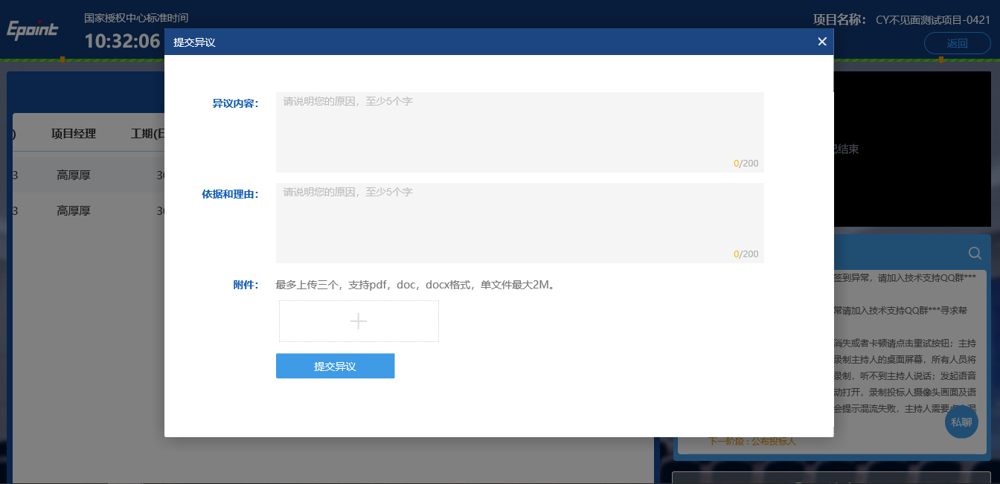 Epoint
国家授权中心标准时间
10:32:06
项目名称： CY不见面测试项目-0421
返回
提交异议
异议内容：
请说明您的原因，至少5个字
0/200
依据和理由：
请说明您的原因，至少5个字
0/200
附件：
最多上传三个，支持pdf，doc，docx格式，单文件最大2M。
提交异议
) 项目经理 工期(日
3 高厚厚 30
3 高厚厚 30
已结束
签到异常，请加入技术支持QQ群***
常请加入技术支持QQ群***寻求帮
消失或者卡顿请点击重试按钮；主持
录制主持人的桌面屏幕，所有人员将
录制，听不到主持人说话；发起语音
动打开，录制投标人摄像头画面及语
会提示混流失败，主持人需要点
私聊
下一阶段：公布投标人